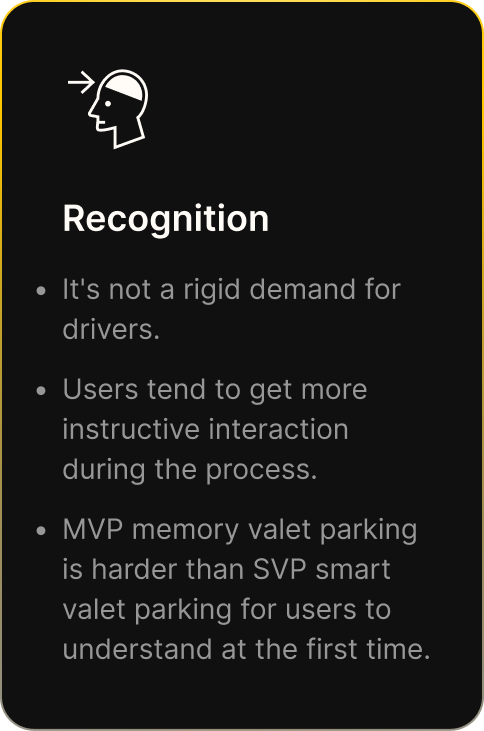 Recognition
• It's not a rigid demand for
drivers.
• Users tend to get more
instructive interaction
during the process.
• MVP memory valet parking
is harder than SVP smart
valet parking for users to
understand at the first time.